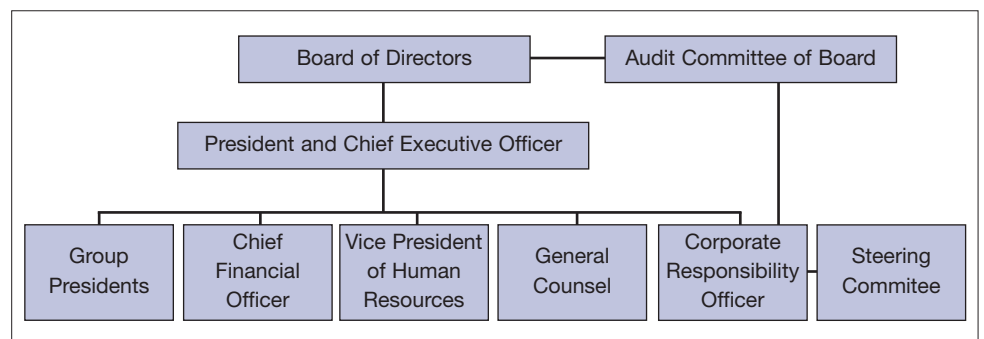 Board of Directors
Audit Committee of Board
President and Chief Executive Officer
Group
Presidents
Chief
Financial
Officer
Vice President
of Human
Resources
General
Counsel
Corporate
Responsibility
Officer
Steering
Commitee